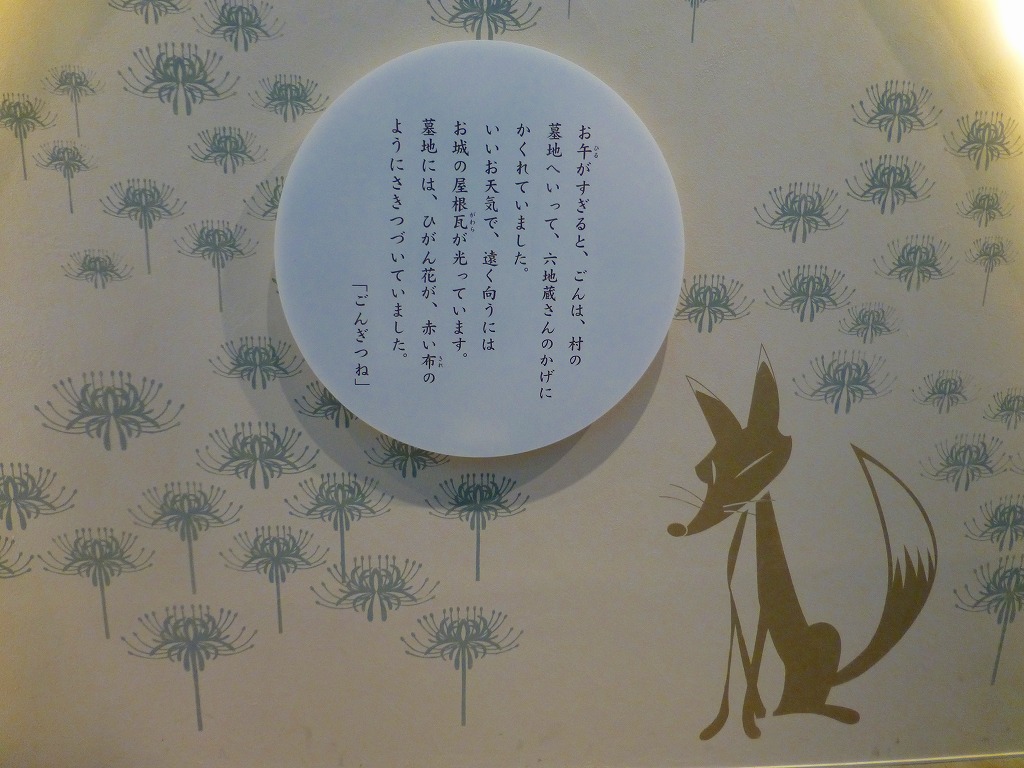 お午がすぎると、ごんは、村の
墓地へいって、六地蔵さんのかげに
かくれていました。
いいお天気で、遠く向うには
お城の屋根瓦が光っています。
墓地には、ひがん花が、赤い布の
ようにさきつづいていました。
「ごんぎつね」